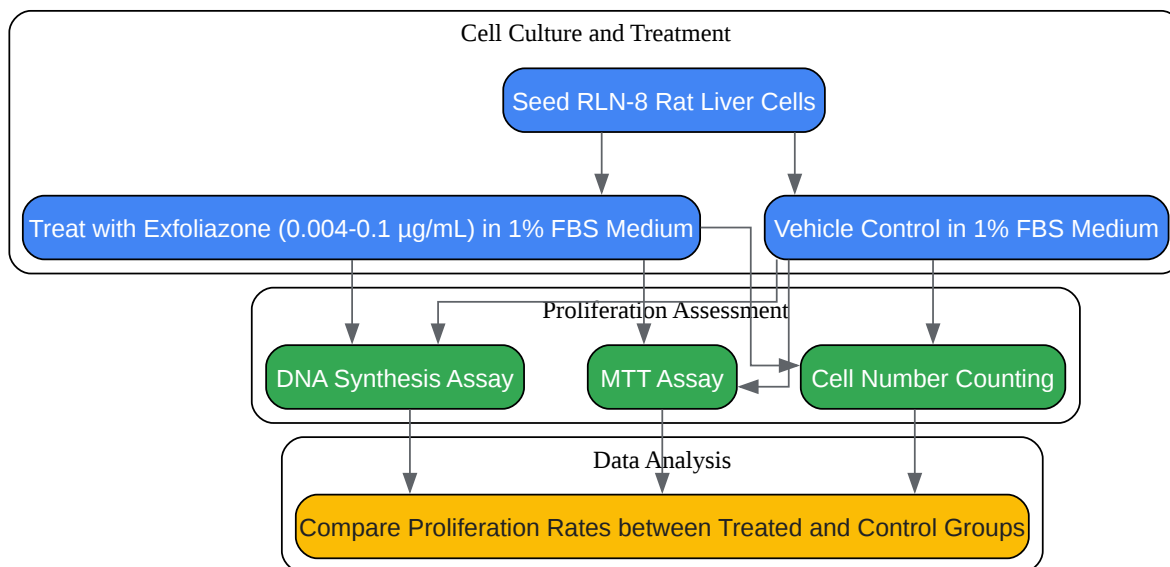 Cell Culture and Treatment
Seed RLN-8 Rat Liver Cells
Treat with Exfoliazone (0.004-0.1 µg/mL) in 1% FBS Medium
Vehicle Control in 1% FBS Medium
Proliferation Assessment
DNA Synthesis Assay
MTT Assay
Cell Number Counting
Data Analysis
Compare Proliferation Rates between Treated and Control Groups